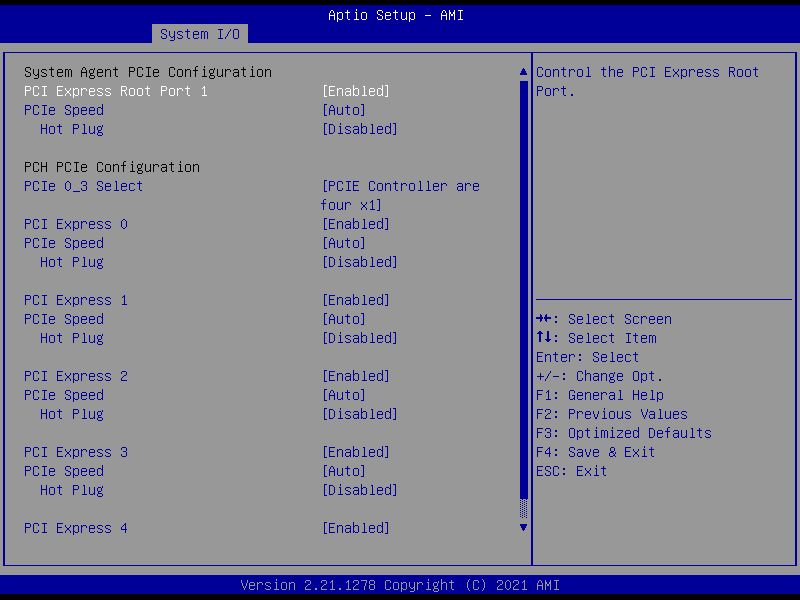 Aptio Setup - AMI
System I/O
System Agent PCIe Configuration
PCI Express Root Port 1 [Enabled]
PCIe Speed [Auto]
Hot Plug [Disabled]
PCH PCIe Configuration
PCIe 0_3 Select [PCIE Controller are
four x1]
PCI Express 0 [Enabled]
PCIe Speed [Auto]
Hot Plug [Disabled]
PCI Express 1 [Enabled]
PCIe Speed [Auto]
Hot Plug [Disabled]
PCI Express 2 [Enabled]
PCIe Speed [Auto]
Hot Plug [Disabled]
PCI Express 3 [Enabled]
PCIe Speed [Auto]
Hot Plug [Disabled]
PCI Express 4 [Enabled]
Control the PCI Express Root
Port.
→←: Select Screen
↑↓: Select Item
Enter: Select
+/-: Change Opt.
F1: General Help
F2: Previous Values
F3: Optimized Defaults
F4: Save & Exit
ESC: Exit
Version 2.21.1278 Copyright (C) 2021 AMI